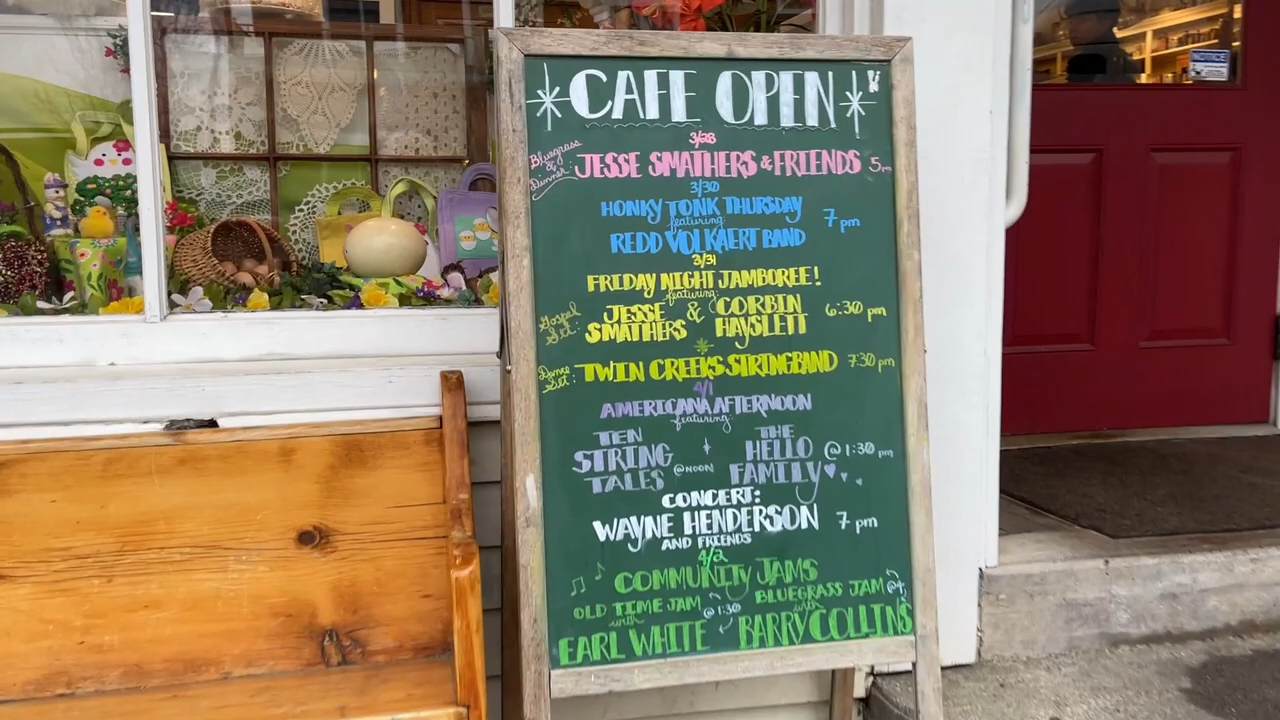 CAFE OPEN
3/28
Bluegrass & Dinner: JESSE SMATHERS & FRIENDS 5pm
3/30
HONKY TONK THURSDAY
featuring:
REDD VOLKAERT BAND
7 pm
3/31
FRIDAY NIGHT JAMBOREE!
featuring:
Gospel Set: JESSE SMATHERS & CORBIN HAYSLETT 6:30 pm
Dance Set: TWIN CREEKS STRINGBAND 7:30 pm
4/1
AMERICANA AFTERNOON
featuring:
TEN STRING TALES @ NOON
THE HELLO FAMILY @ 1:30 pm
CONCERT:
WAYNE HENDERSON 7 pm
AND FRIENDS
4/2
COMMUNITY JAMS
OLD TIME JAM @ 1:30
with
EARL WHITE
BLUEGRASS JAM @4
with
BARRY COLLINS
NOTICE